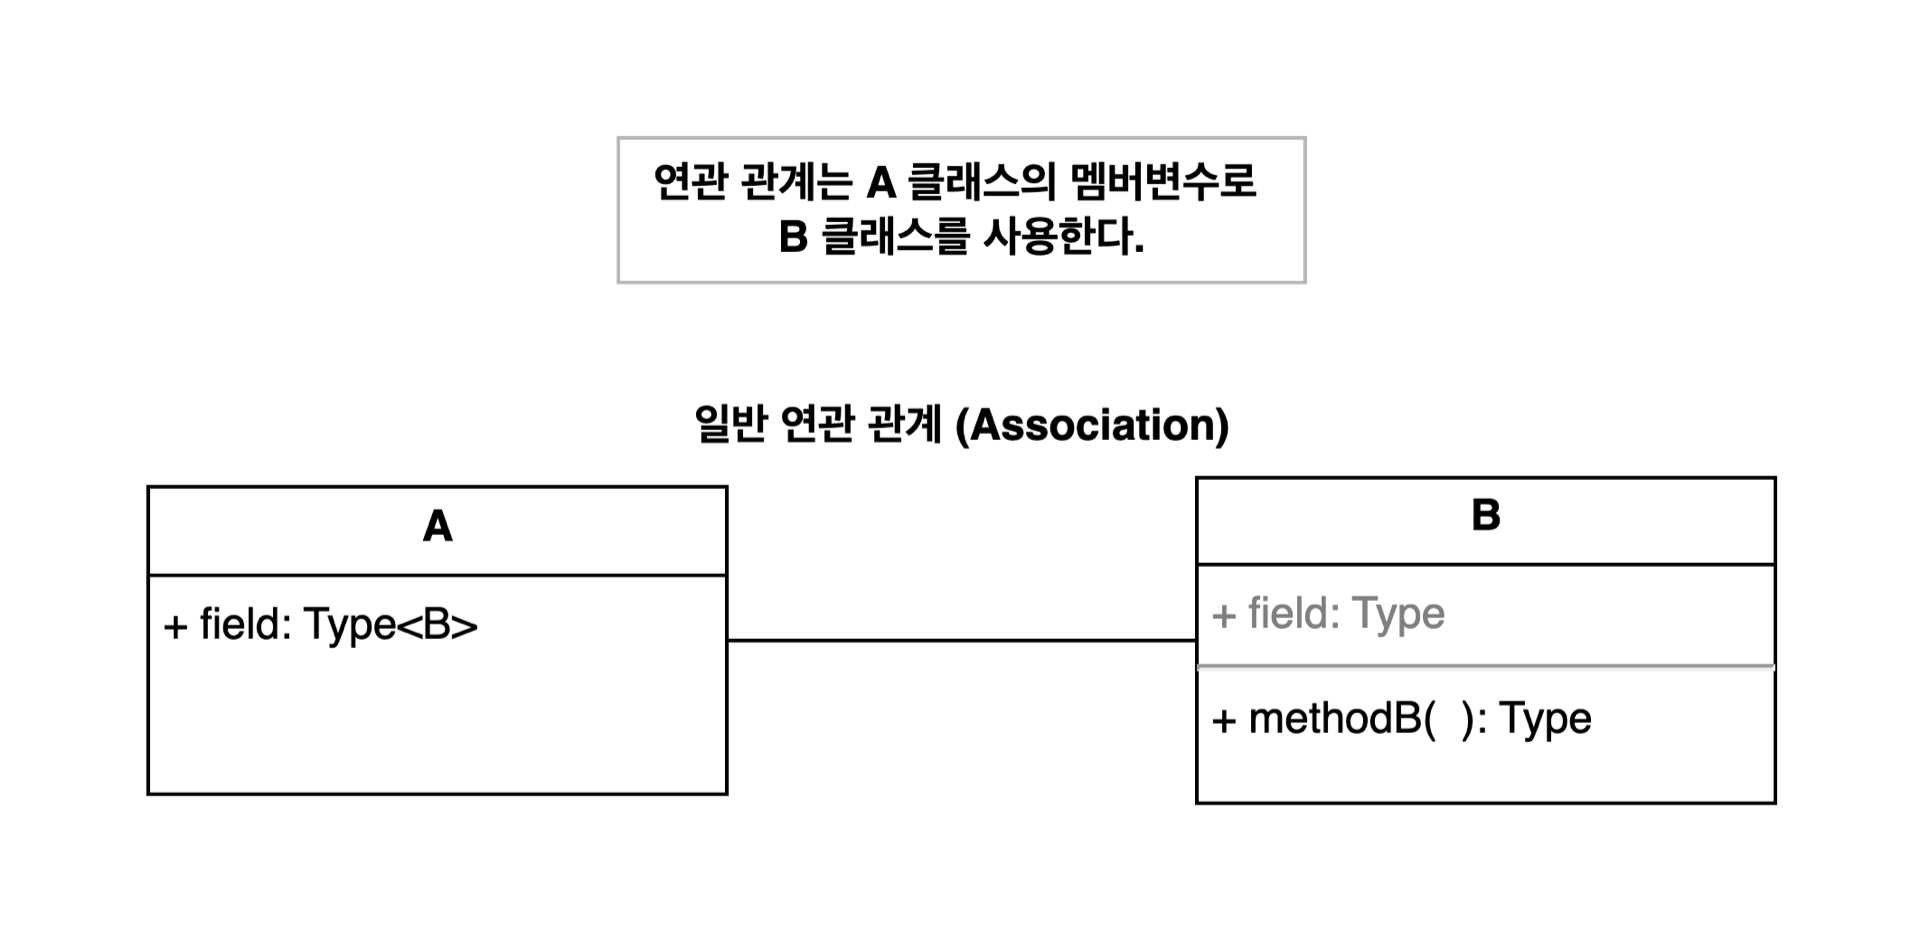 연관 관계는 A 클래스의 멤버변수로
B 클래스를 사용한다.
일반 연관 관계 (Association)
A
+ field: Type<B>
B
+ field: Type
+ methodB(  ): Type